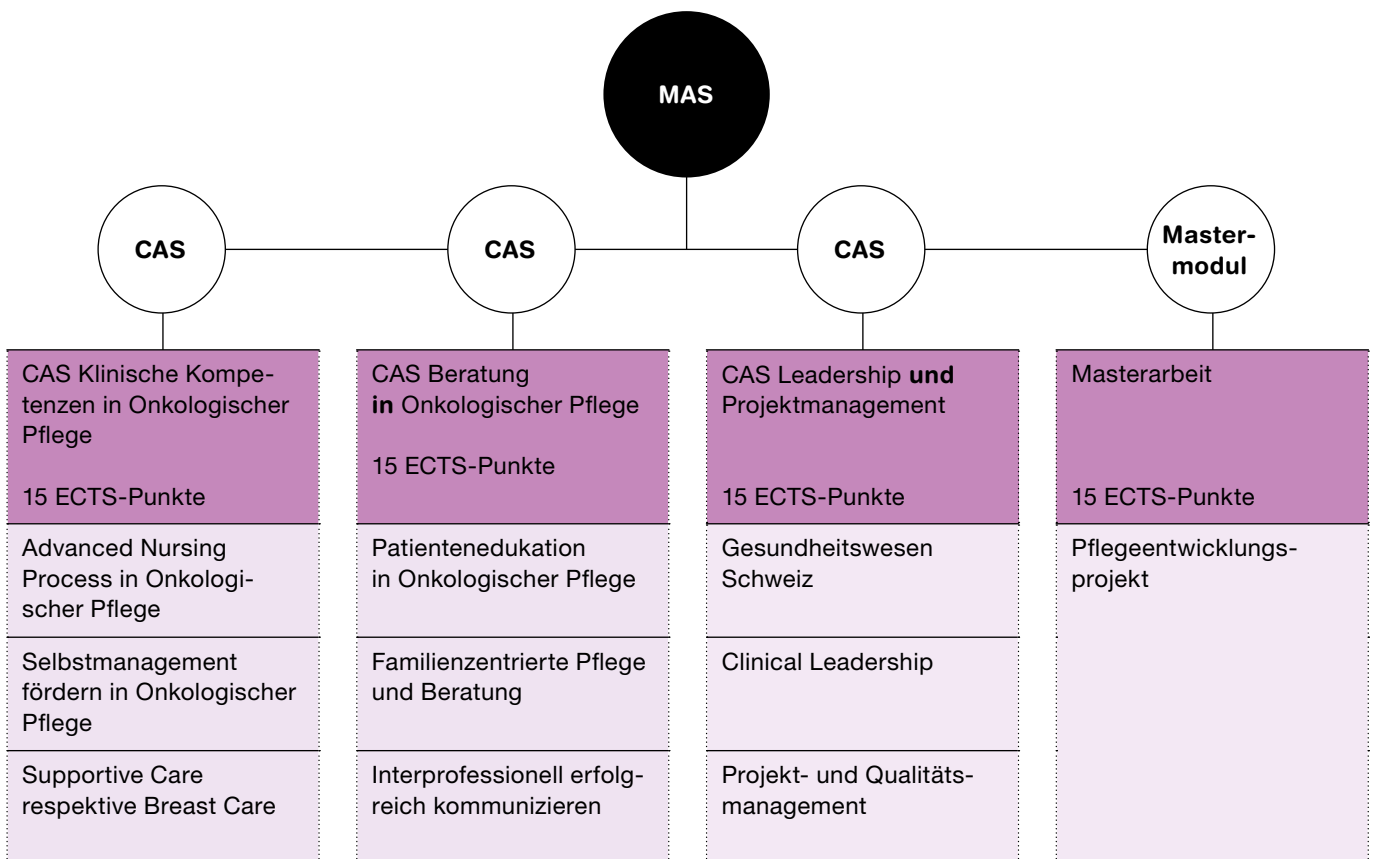 MAS
CAS
CAS
CAS
Master-
modul
CAS Klinische Kompe-
tenzen in Onkologischer
Pflege
15 ECTS-Punkte
Advanced Nursing
Process in Onkologi-
scher Pflege
Selbstmanagement
fördern in Onkologischer
Pflege
Supportive Care
respektive Breast Care
CAS Beratung
in Onkologischer Pflege
15 ECTS-Punkte
Patientenedukation
in Onkologischer Pflege
Familienzentrierte Pflege
und Beratung
Interprofessionell erfolg-
reich kommunizieren
CAS Leadership und
Projektmanagement
15 ECTS-Punkte
Gesundheitswesen
Schweiz
Clinical Leadership
Projekt- und Qualitäts-
management
Masterarbeit
15 ECTS-Punkte
Pflegeentwicklungs-
projekt